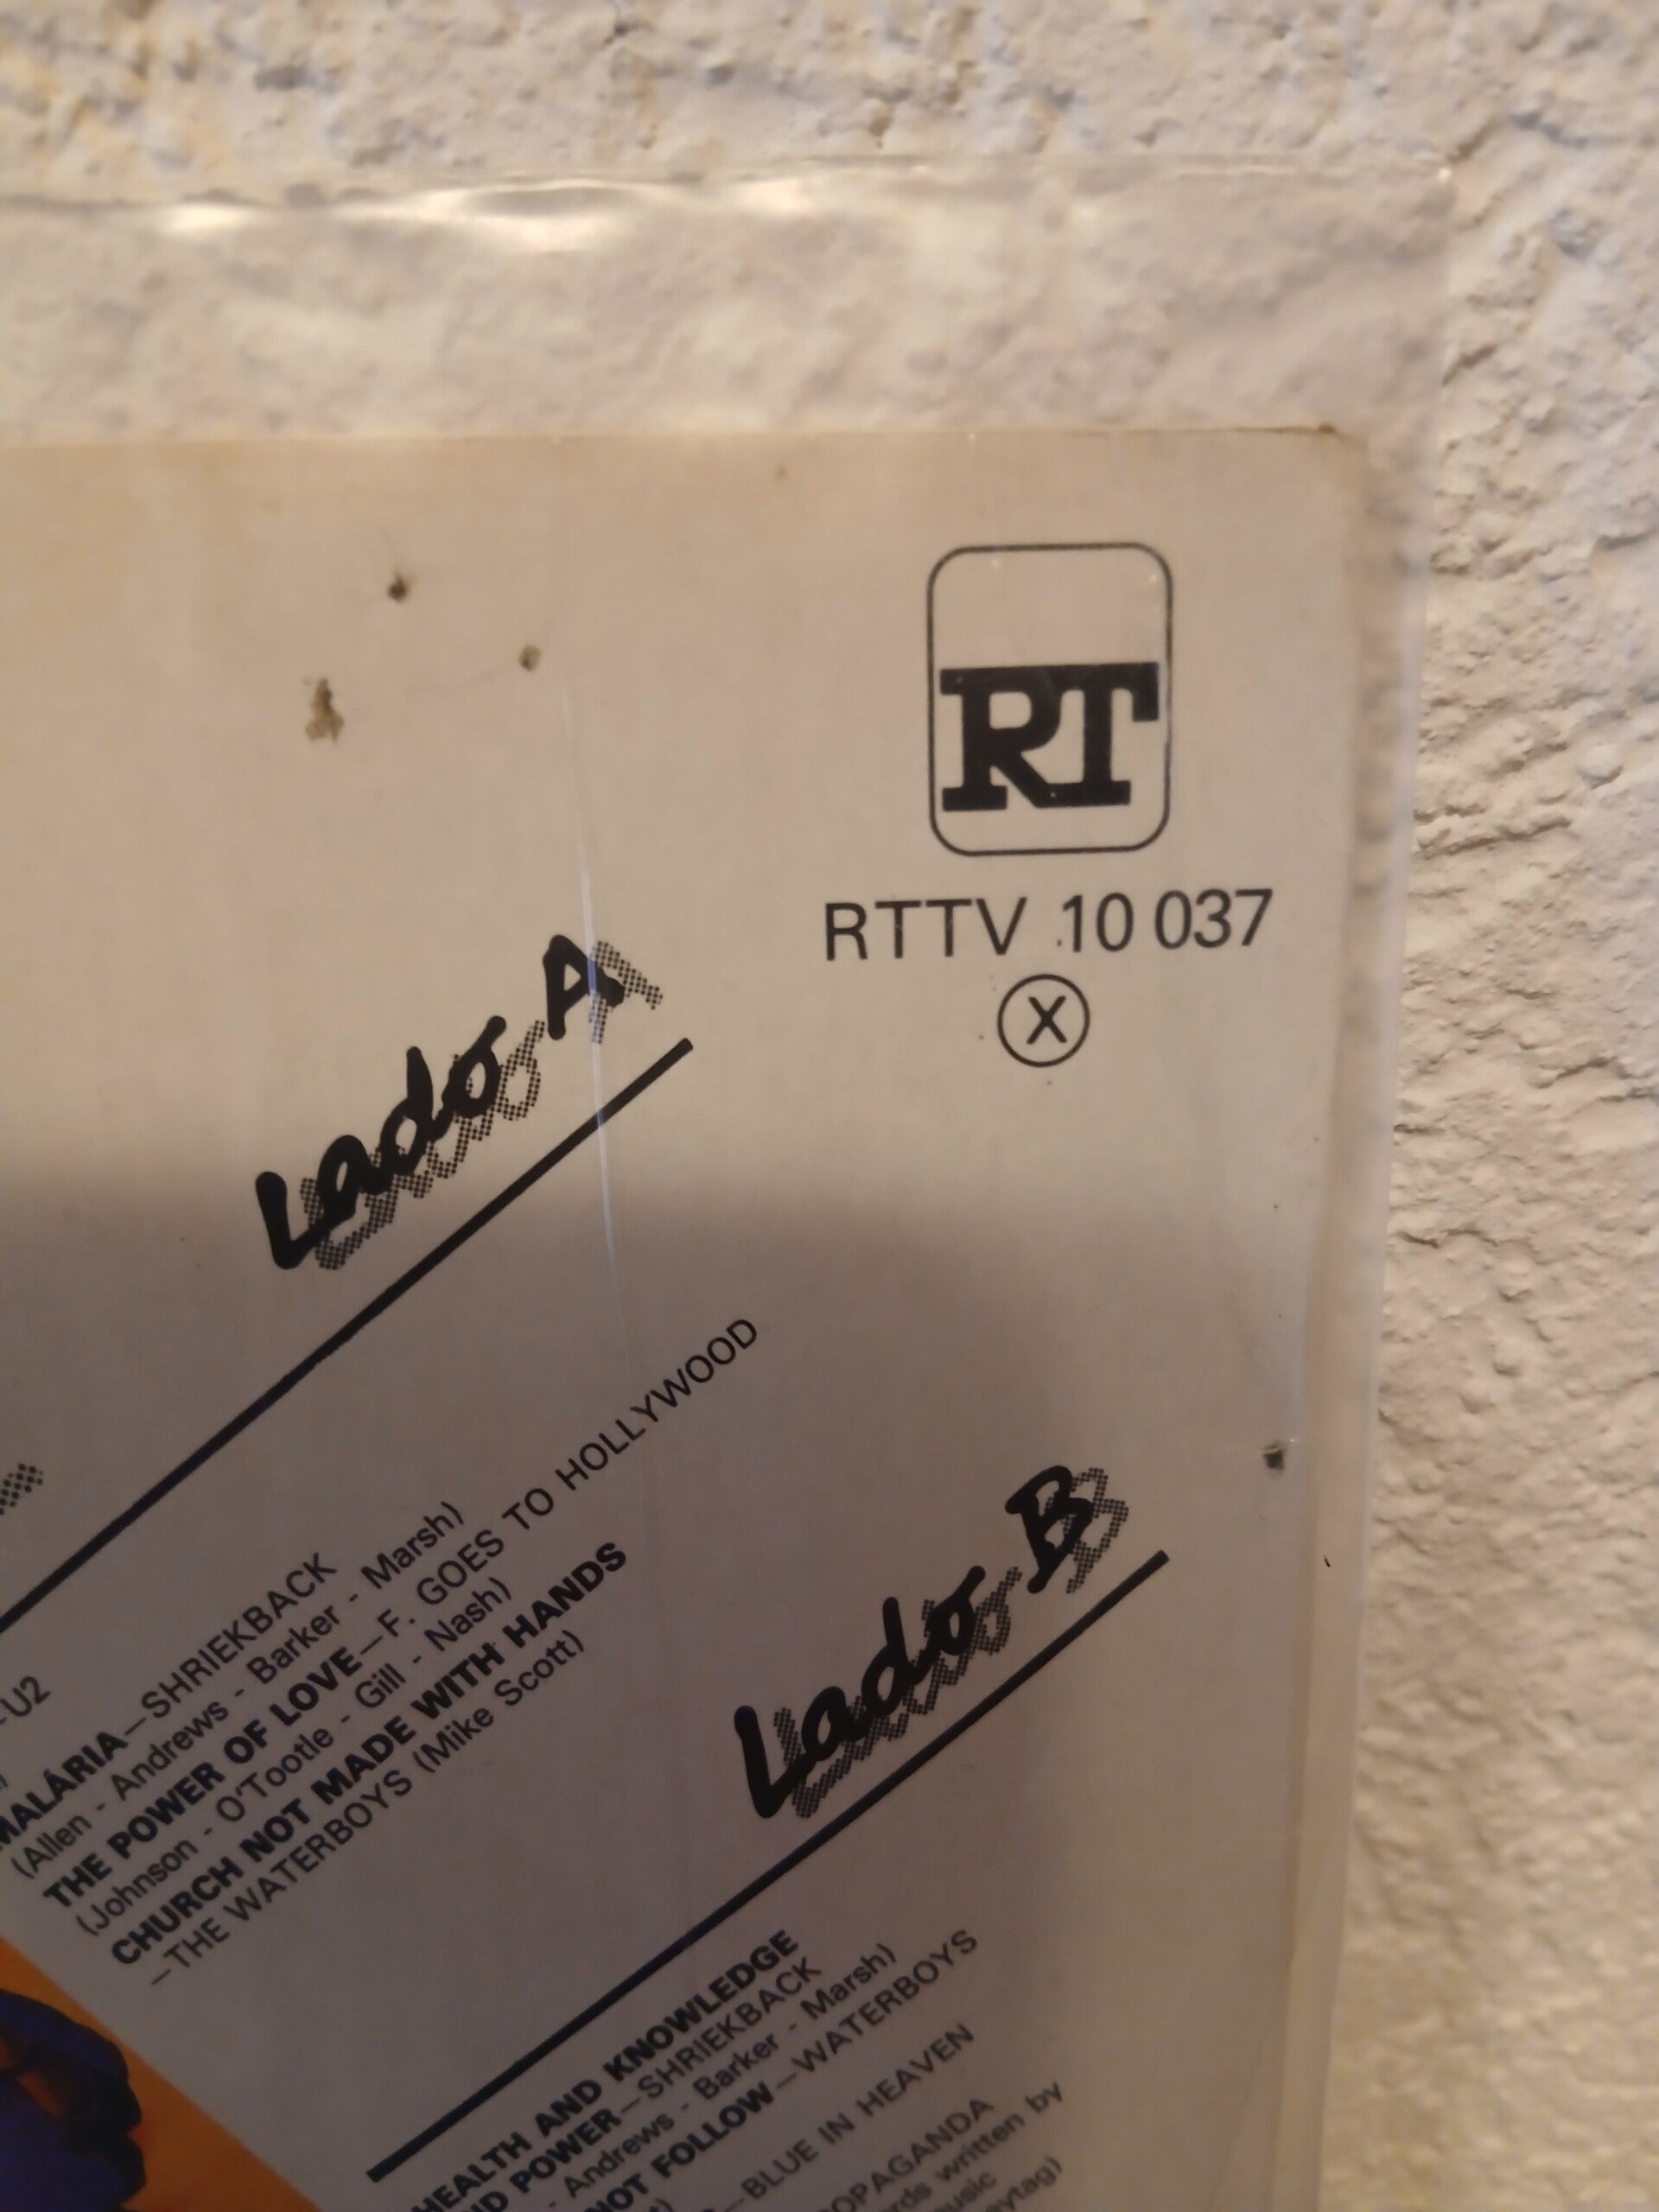 RT
RTTV 10 037
X
Lado A
U2
MALÁRIA—SHRIEKBACK
(Allen - Andrews - Barker - Marsh)
THE POWER OF LOVE—F. GOES TO HOLLYWOOD
(Johnson - O'Tootle - Gill - Nash)
CHURCH NOT MADE WITH HANDS
—THE WATERBOYS (Mike Scott)
Lado B
HEALTH AND KNOWLEDGE
POWER—SHRIEKBACK
- Andrews - Barker - Marsh)
NOT FOLLOW—WATERBOYS
—BLUE IN HEAVEN
written by